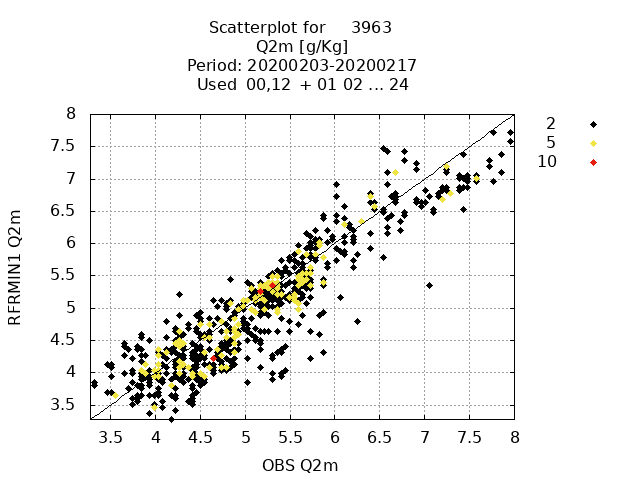 Scatterplot for 3963
Q2m [g/Kg]
Period: 20200203-20200217
Used 00,12 + 01 02 ... 24
8
7.5
7
6.5
6
5.5
5
4.5
4
3.5
3.5 4 4.5 5 5.5 6 6.5 7 7.5 8
RFRMIN1 Q2m
OBS Q2m
2
5
10